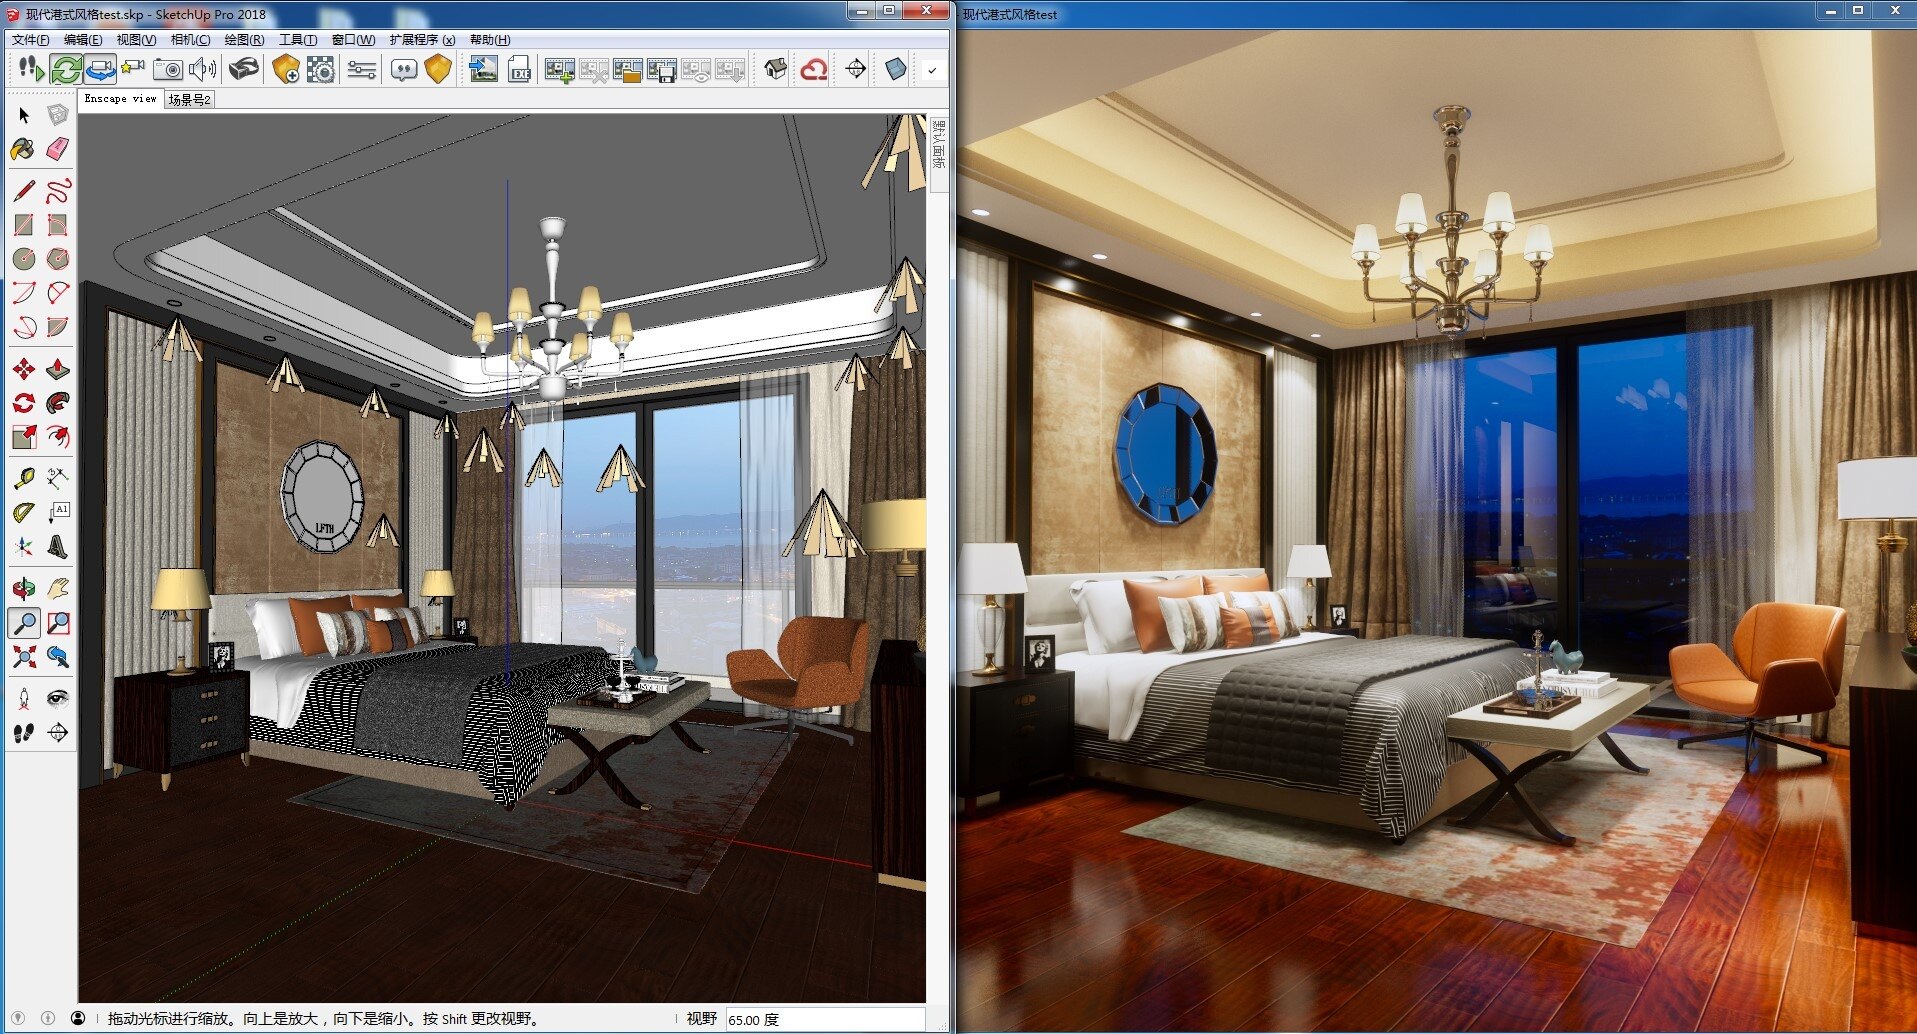 现代港式风格test.skp - SketchUp Pro 2018
现代港式风格test
文件(F) 编辑(E) 视图(V) 相机(C) 绘图(R) 工具(T) 窗口(W) 扩展程序 (x) 帮助(H)
EXE
Enscape view 场景号2
默认面板
A1
LFTH
拖动光标进行缩放。向上是放大，向下是缩小。按 Shift 更改视野。
视野 65.00 度